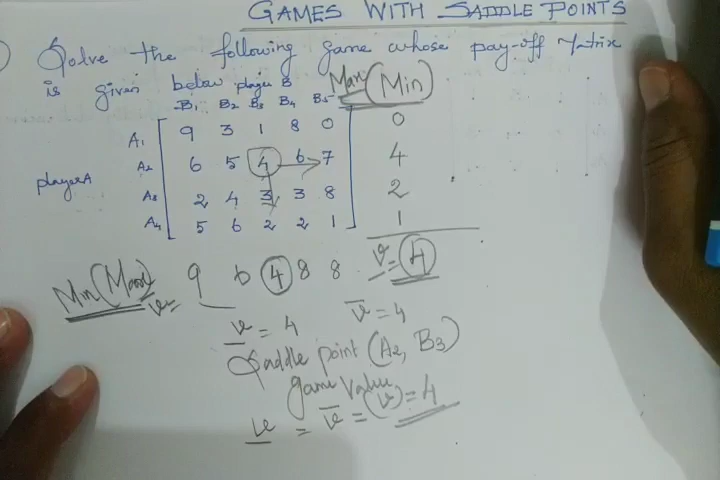 GAMES WITH SADDLE POINTS
Solve the following game whose pay-off Matrix
is given below player B Max (Min)
B1 B2 B3 B4 B5
A1 9 3 1 8 0 0
A2 6 5 4 6 7 4
player A
A3 2 4 3 3 8 2
A4 5 6 2 2 1 1
Min (Max) v = 9 6 4 8 8 v = 4
v = 4 v̅ = 4
Saddle point (A2, B3)
game Value
v = v̅ = (v) = 4